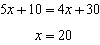 5x + 10 = 4x + 30
x = 20